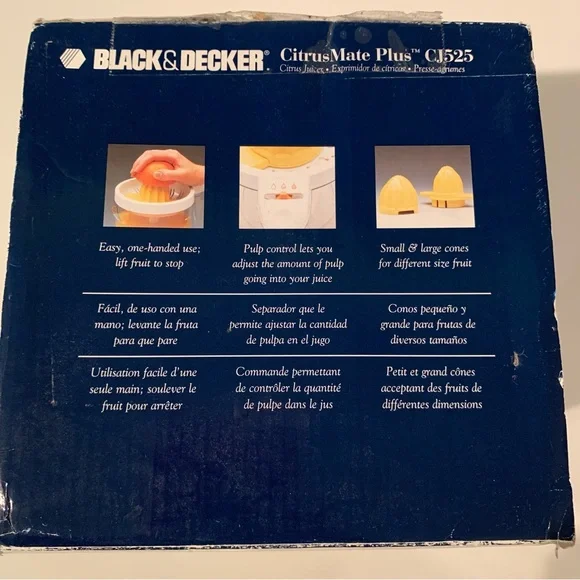 BLACK&DECKER® CitrusMate Plus™ CJ525
Citrus Juicer • Exprimidor de cítricos • Presse-agrumes
Easy, one-handed use;
lift fruit to stop
Pulp control lets you
adjust the amount of pulp
going into your juice
Small & large cones
for different size fruit
Fácil, de uso con una
mano; levante la fruta
para que pare
Separador que le
permite ajustar la cantidad
de pulpa en el jugo
Conos pequeño y
grande para frutas de
diversos tamaños
Utilisation facile d'une
seule main; soulever le
fruit pour arrêter
Commande permettant
de contrôler la quantité
de pulpe dans le jus
Petit et grand cônes
acceptant des fruits de
différentes dimensions